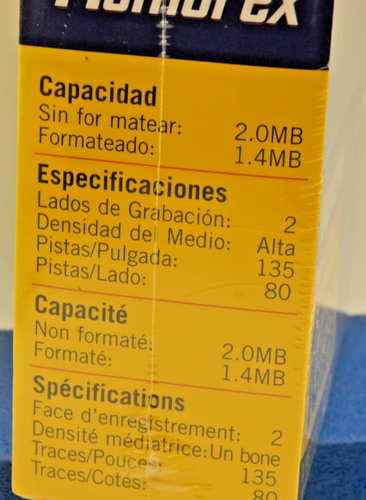 Memorex
Capacidad
Sin for matear: 2.0MB
Formateado: 1.4MB
Especificaciones
Lados de Grabación: 2
Densidad del Medio: Alta
Pistas/Pulgada: 135
Pistas/Lado: 80
Capacité
Non formaté: 2.0MB
Formaté: 1.4MB
Spécifications
Face d'enregistrement: 2
Densité médiatrice: Un bone
Traces/Pouces: 135
Traces/Cotés: 80